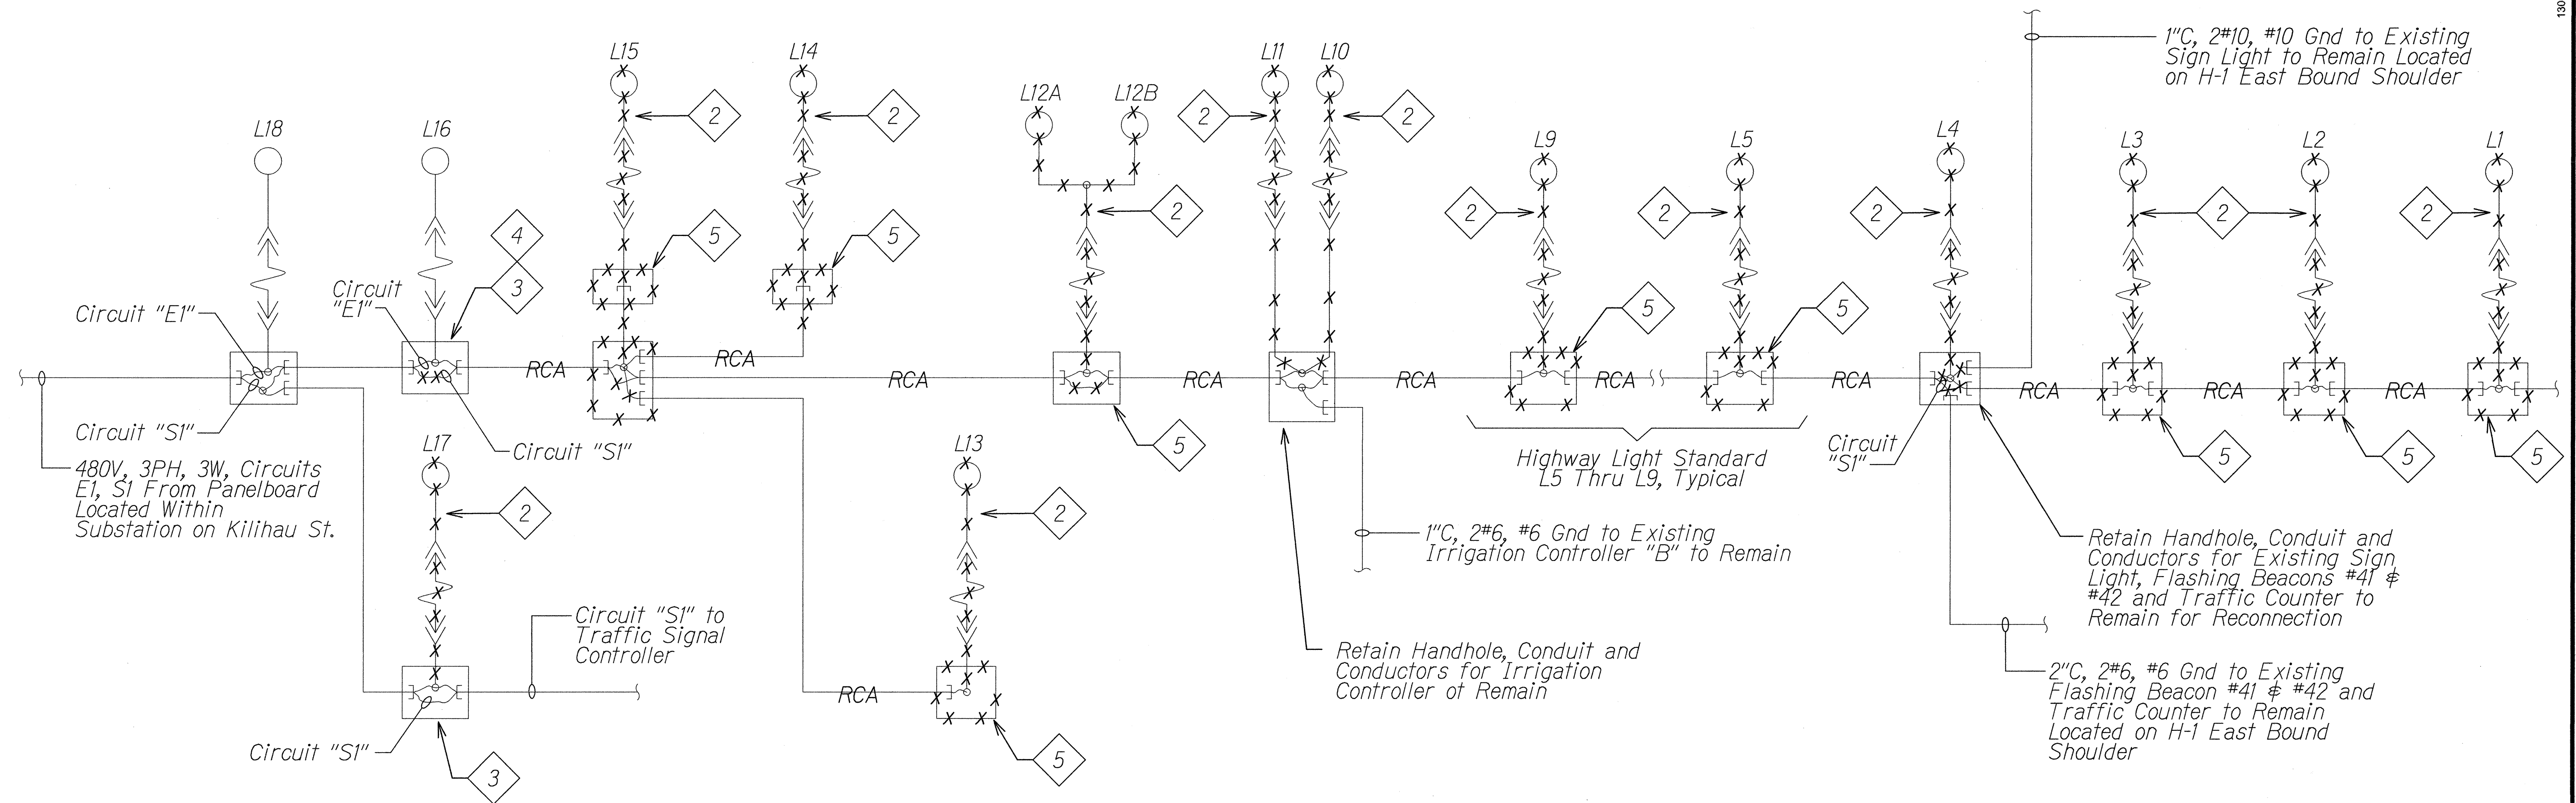 130
L15
L14
L11
L10
L12A
L12B
L18
L16
L9
L5
L4
L3
L2
L1
1"C, 2#10, #10 Gnd to Existing
Sign Light to Remain Located
on H-1 East Bound Shoulder
2
2
2
2
2
2
2
2
2
2
4
3
5
5
5
5
Circuit "E1"
Circuit
"E1"
RCA
RCA
RCA
RCA
RCA
RCA
RCA
RCA
RCA
RCA
Circuit "S1"
Circuit "S1"
480V, 3PH, 3W, Circuits
E1, S1 From Panelboard
Located Within
Substation on Kilihau St.
L17
L13
5
Highway Light Standard
L5 Thru L9, Typical
Circuit
"S1"
5
5
5
2
2
1"C, 2#6, #6 Gnd to Existing
Irrigation Controller "B" to Remain
Retain Handhole, Conduit and
Conductors for Existing Sign
Light, Flashing Beacons #41 &
#42 and Traffic Counter to
Remain for Reconnection
Circuit "S1" to
Traffic Signal
Controller
Retain Handhole, Conduit and
Conductors for Irrigation
Controller ot Remain
2"C, 2#6, #6 Gnd to Existing
Flashing Beacon #41 & #42 and
Traffic Counter to Remain
Located on H-1 East Bound
Shoulder
RCA
Circuit "S1"
3
5